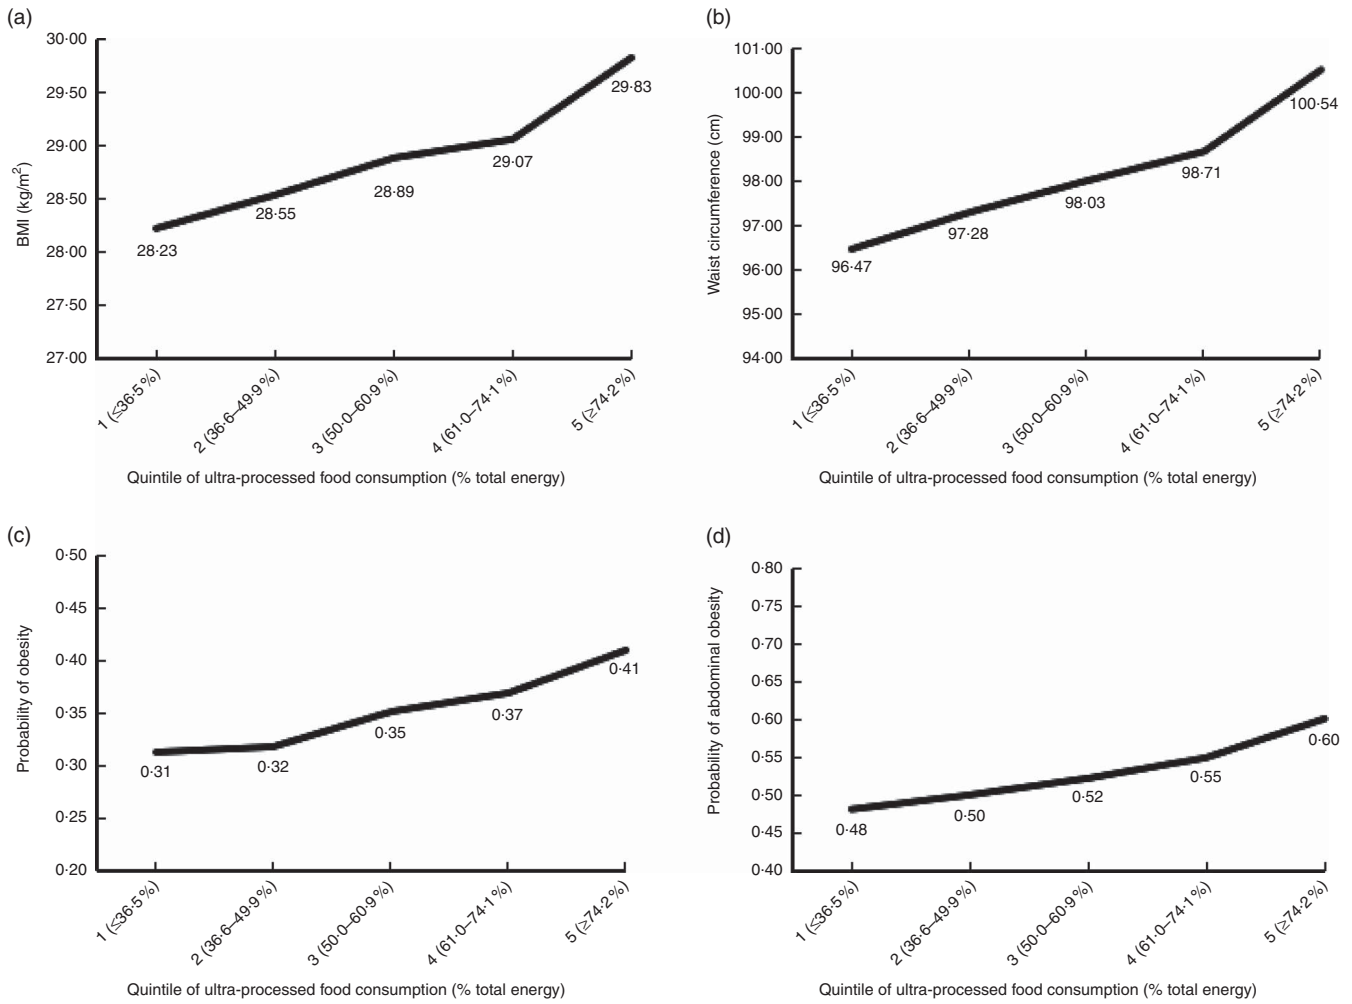 (a)
30·00
29·50
29·00
28·50
28·00
27·50
27·00
BMI (kg/m²)
28·23
28·55
28·89
29·07
29·83
1 (≤36·5 %)
2 (36·6–49·9 %)
3 (50·0–60·9 %)
4 (61·0–74·1 %)
5 (≥74·2 %)
Quintile of ultra-processed food consumption (% total energy)
(b)
101·00
100·00
99·00
98·00
97·00
96·00
95·00
94·00
Waist circumference (cm)
96·47
97·28
98·03
98·71
100·54
1 (≤36·5 %)
2 (36·6–49·9 %)
3 (50·0–60·9 %)
4 (61·0–74·1 %)
5 (≥74·2 %)
Quintile of ultra-processed food consumption (% total energy)
(c)
0·50
0·45
0·40
0·35
0·30
0·25
0·20
Probability of obesity
0·31
0·32
0·35
0·37
0·41
1 (≤36·5 %)
2 (36·6–49·9 %)
3 (50·0–60·9 %)
4 (61·0–74·1 %)
5 (≥74·2 %)
Quintile of ultra-processed food consumption (% total energy)
(d)
0·80
0·75
0·70
0·65
0·60
0·55
0·50
0·45
0·40
Probability of abdominal obesity
0·48
0·50
0·52
0·55
0·60
1 (≤36·5 %)
2 (36·6–49·9 %)
3 (50·0–60·9 %)
4 (61·0–74·1 %)
5 (≥74·2 %)
Quintile of ultra-processed food consumption (% total energy)